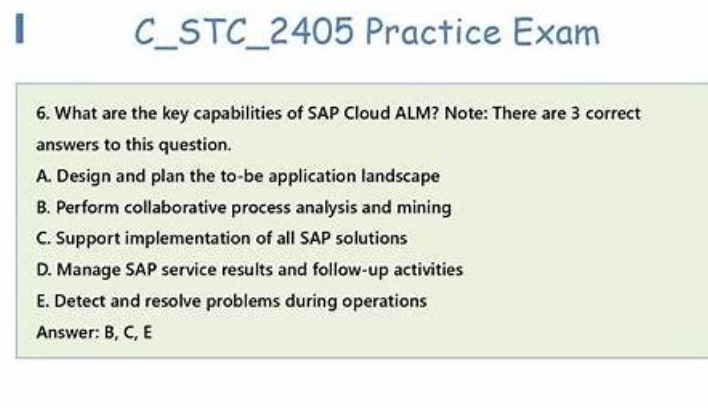 C_STC_2405 Practice Exam
6. What are the key capabilities of SAP Cloud ALM? Note: There are 3 correct
answers to this question.
A. Design and plan the to-be application landscape
B. Perform collaborative process analysis and mining
C. Support implementation of all SAP solutions
D. Manage SAP service results and follow-up activities
E. Detect and resolve problems during operations
Answer: B, C, E